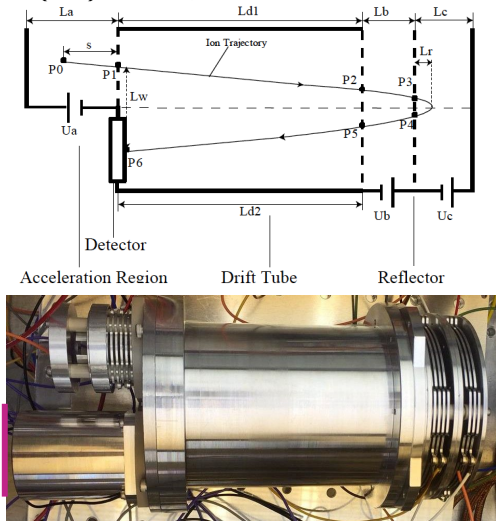 La
Ld1
Lb
Lc
s
Ion Trajectory
Lr
P0
P1
P2
P3
Lw
P4
P5
Ua
P6
Ld2
Ub
Uc
Detector
Acceleration Region
Drift Tube
Reflector